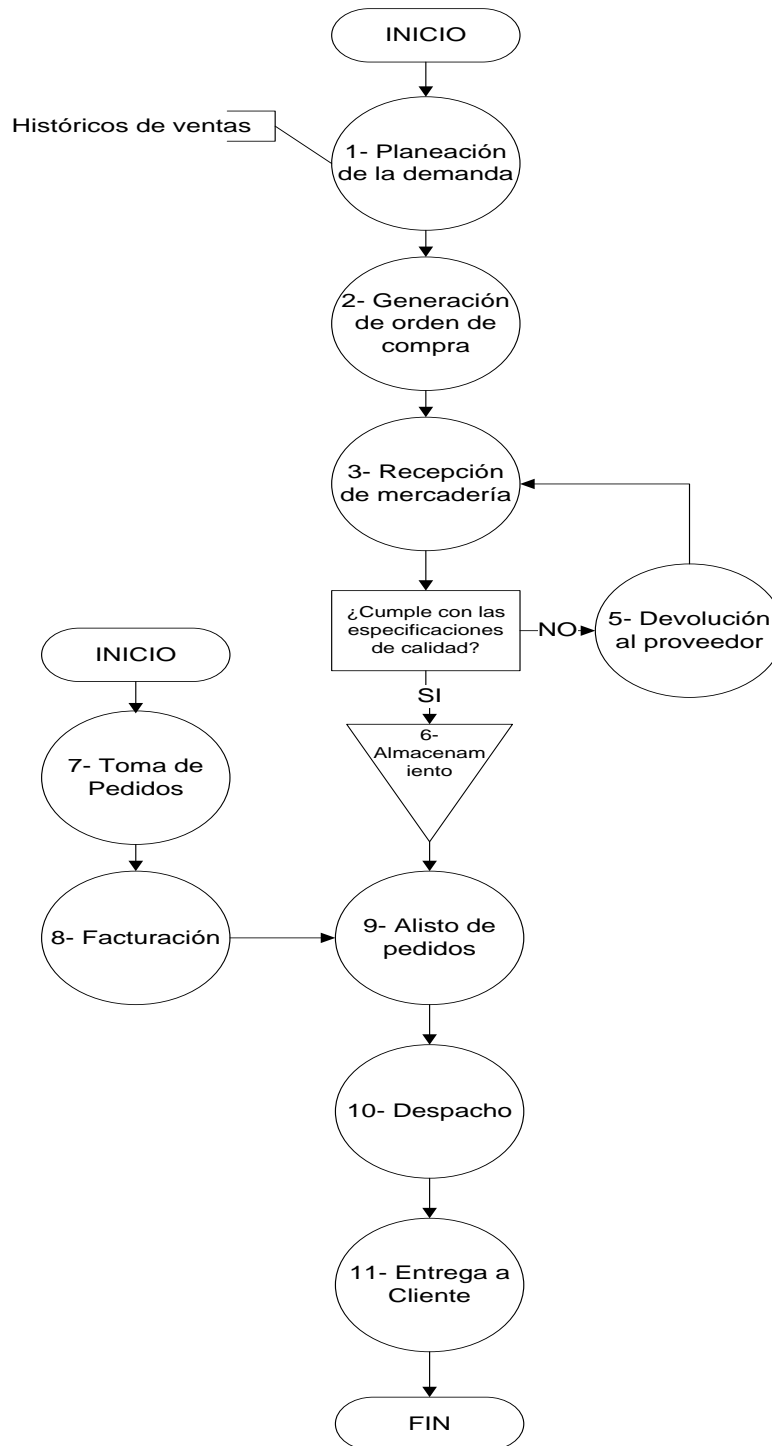 INICIO
Históricos de ventas
1- Planeación
de la demanda
2- Generación
de orden de
compra
3- Recepción
de mercadería
¿Cumple con las
especificaciones
de calidad?
NO
5- Devolución
al proveedor
SI
6-
Almacenam
iento
INICIO
7- Toma de
Pedidos
8- Facturación
9- Alisto de
pedidos
10- Despacho
11- Entrega a
Cliente
FIN